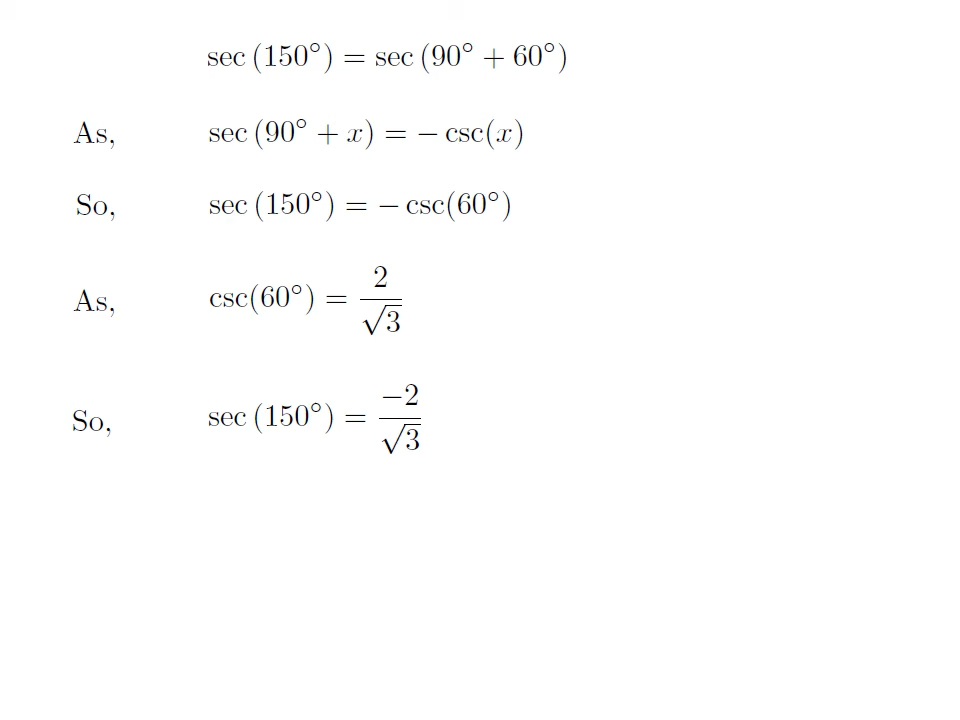 sec (150°) = sec (90° + 60°)
As, sec (90° + x) = − csc(x)
So, sec (150°) = − csc(60°)
As, csc(60°) = 2/√3
So, sec (150°) = −2/√3